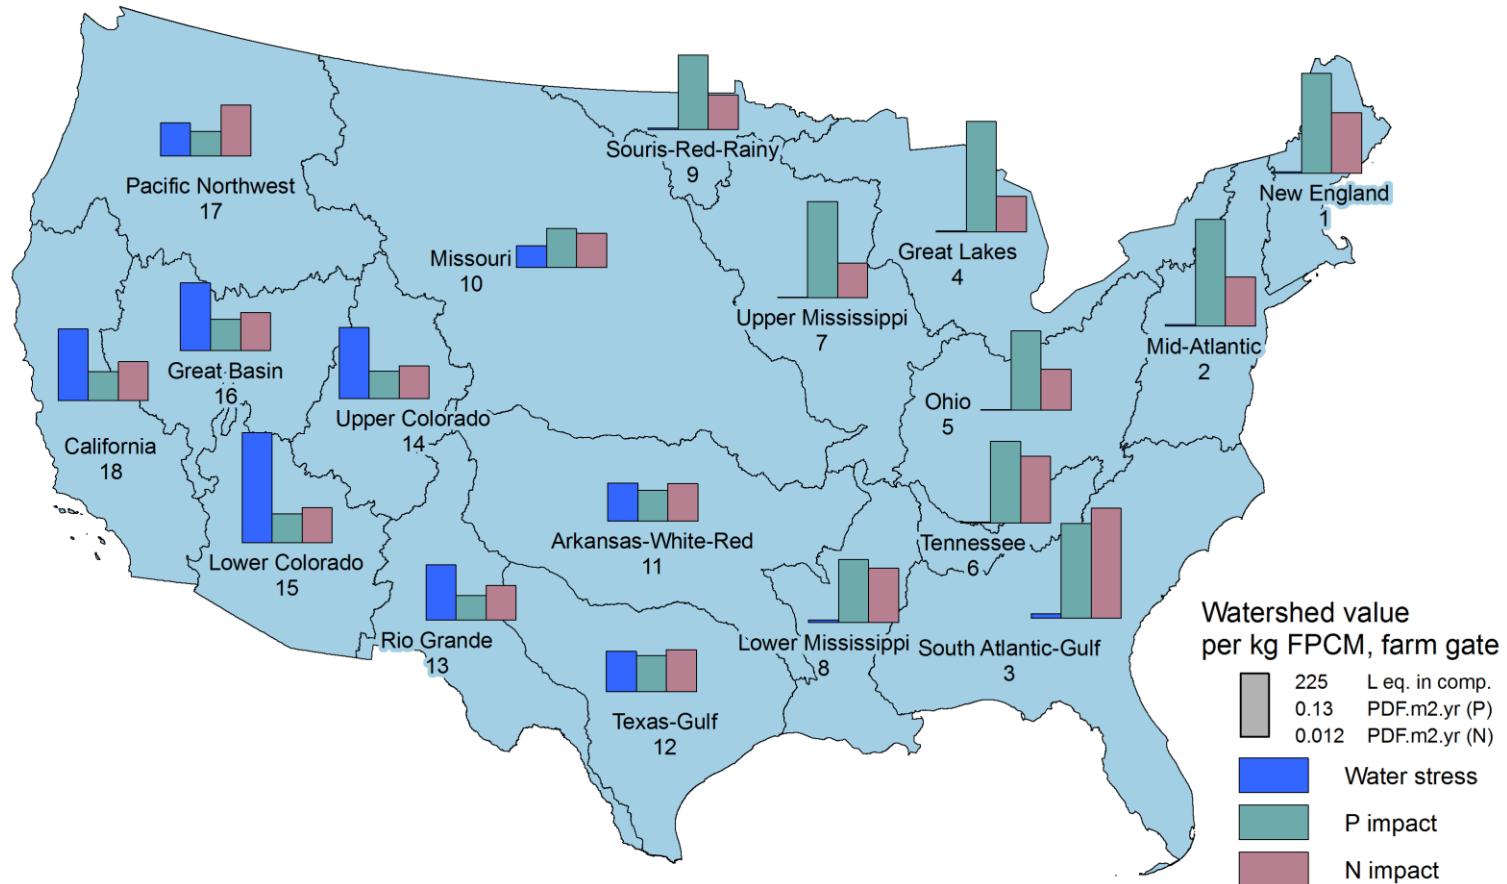 Souris-Red-Rainy
9
Pacific Northwest
17
New England
1
Great Lakes
4
Missouri
10
Upper Mississippi
7
Mid-Atlantic
2
Great Basin
16
Upper Colorado
14
Ohio
5
California
18
Lower Colorado
15
Arkansas-White-Red
11
Tennessee
6
Rio Grande
13
Lower Mississippi
8
South Atlantic-Gulf
3
Texas-Gulf
12
Watershed value
per kg FPCM, farm gate
225 L eq. in comp.
0.13 PDF.m2.yr (P)
0.012 PDF.m2.yr (N)
Water stress
P impact
N impact